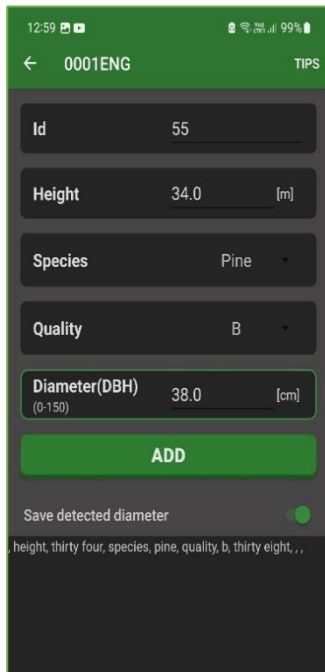 12:59 99%
← 0001ENG TIPS
Id 55
Height 34.0 [m]
Species Pine
Quality B
Diameter(DBH) 38.0 [cm]
(0-150)
ADD
Save detected diameter
, height, thirty four, species, pine, quality, b, thirty eight, , ,